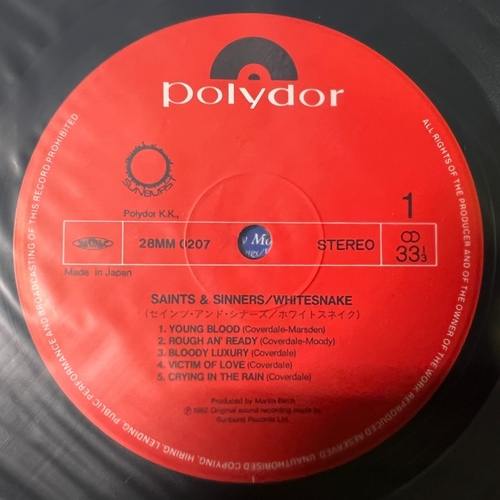 polydor
SUNBURST
Polydor K.K.,
1
28MM 0207
STEREO
33 1/3
Made in Japan
SAINTS & SINNERS/WHITESNAKE
(セインツ・アンド・シナーズ/ホワイトスネイク)
1. YOUNG BLOOD (Coverdale-Marsden)
2. ROUGH AN' READY (Coverdale-Moody)
3. BLOODY LUXURY (Coverdale)
4. VICTIM OF LOVE (Coverdale)
5. CRYING IN THE RAIN (Coverdale)
Produced by Martin Birch
Ⓟ 1982 Original sound recording made by
Sunburst Records Ltd.
ALL RIGHTS OF THE PRODUCER AND OF THE OWNER OF THE WORK REPRODUCED RESERVED UNAUTHORISED COPYING, HIRING, LENDING, PUBLIC PERFORMANCE AND BROADCASTING OF THIS RECORD PROHIBITED